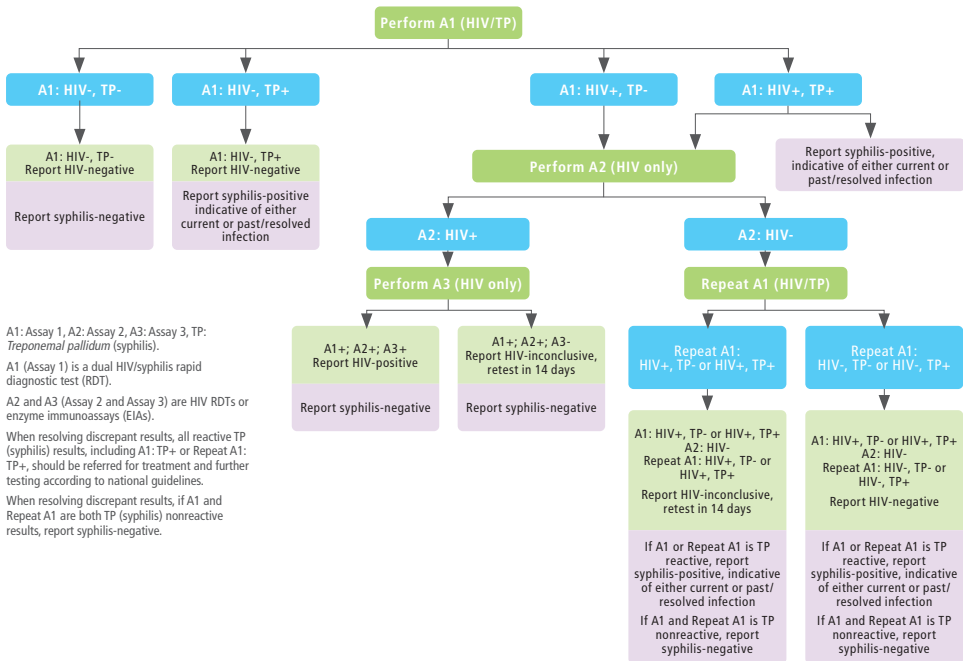 Perform A1 (HIV/TP)
A1: HIV-, TP-
A1: HIV-, TP+
A1: HIV+, TP-
A1: HIV+, TP+
A1: HIV-, TP-
Report HIV-negative
Report syphilis-negative
A1: HIV-, TP+
Report HIV-negative
Report syphilis-positive
indicative of either
current or past/resolved
infection
Perform A2 (HIV only)
Report syphilis-positive,
indicative of either current or
past/resolved infection
A2: HIV+
A2: HIV-
Perform A3 (HIV only)
Repeat A1 (HIV/TP)
A1+; A2+; A3+
Report HIV-positive
Report syphilis-negative
A1+; A2+; A3-
Report HIV-inconclusive,
retest in 14 days
Report syphilis-negative
Repeat A1:
HIV+, TP- or HIV+, TP+
Repeat A1:
HIV-, TP- or HIV-, TP+
A1: HIV+, TP- or HIV+, TP+
A2: HIV-
Repeat A1: HIV+, TP- or
HIV+, TP+
Report HIV-inconclusive,
retest in 14 days
If A1 or Repeat A1 is TP
reactive, report
syphilis-positive, indicative
of either current or past/
resolved infection
If A1 and Repeat A1 is TP
nonreactive, report
syphilis-negative
A1: HIV+, TP- or HIV+, TP+
A2: HIV-
Repeat A1: HIV-, TP- or
HIV-, TP+
Report HIV-negative
If A1 or Repeat A1 is TP
reactive, report
syphilis-positive, indicative
of either current or past/
resolved infection
If A1 and Repeat A1 is TP
nonreactive, report
syphilis-negative
A1: Assay 1, A2: Assay 2, A3: Assay 3, TP:
Treponemal pallidum (syphilis).
A1 (Assay 1) is a dual HIV/syphilis rapid
diagnostic test (RDT).
A2 and A3 (Assay 2 and Assay 3) are HIV RDTs or
enzyme immunoassays (EIAs).
When resolving discrepant results, all reactive TP
(syphilis) results, including A1: TP+ or Repeat A1:
TP+, should be referred for treatment and further
testing according to national guidelines.
When resolving discrepant results, if A1 and
Repeat A1 are both TP (syphilis) nonreactive
results, report syphilis-negative.